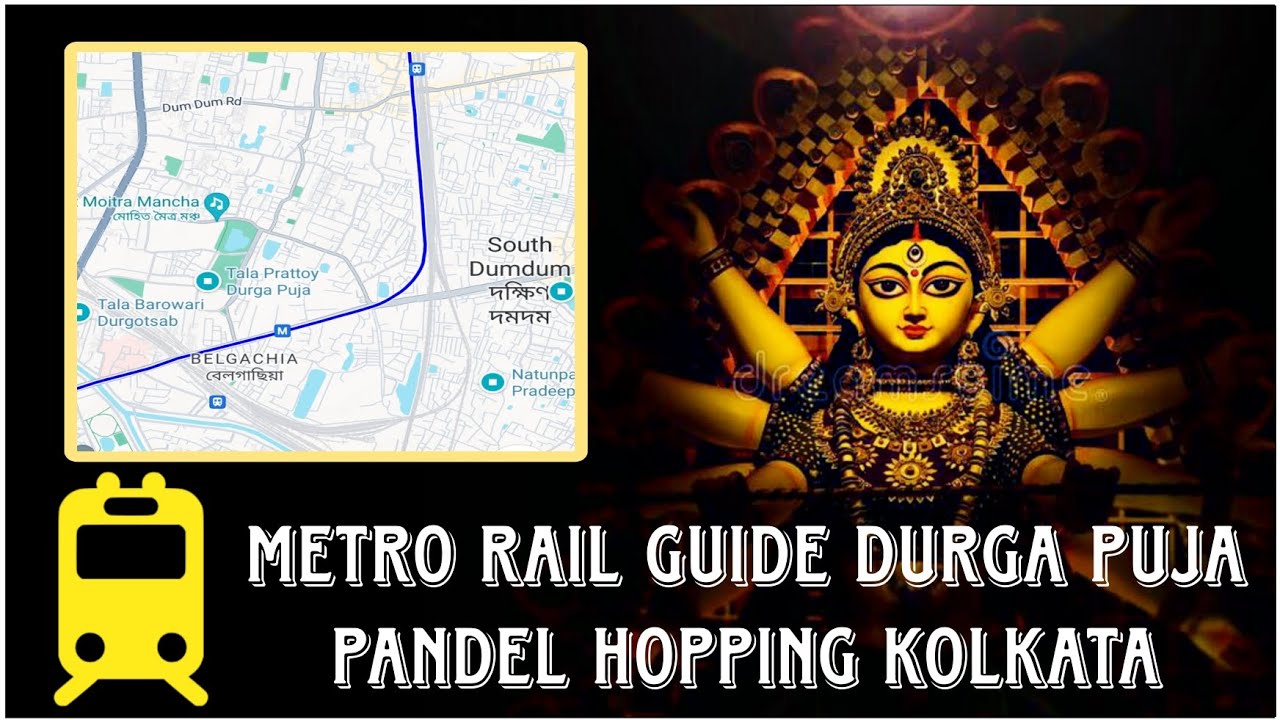 Dum Dum Rd
Moitra Mancha
মোহিত মৈত্র মঞ্চ
Tala Prattoy
Durga Puja
Tala Barowari
Durgotsab
South
Dumdum
দক্ষিণ
দমদম
M
BELGACHIA
বেলগাছিয়া
Natunpa
Pradeep
dreamstime
METRO RAIL GUIDE DURGA PUJA
PANDEL HOPPING KOLKATA